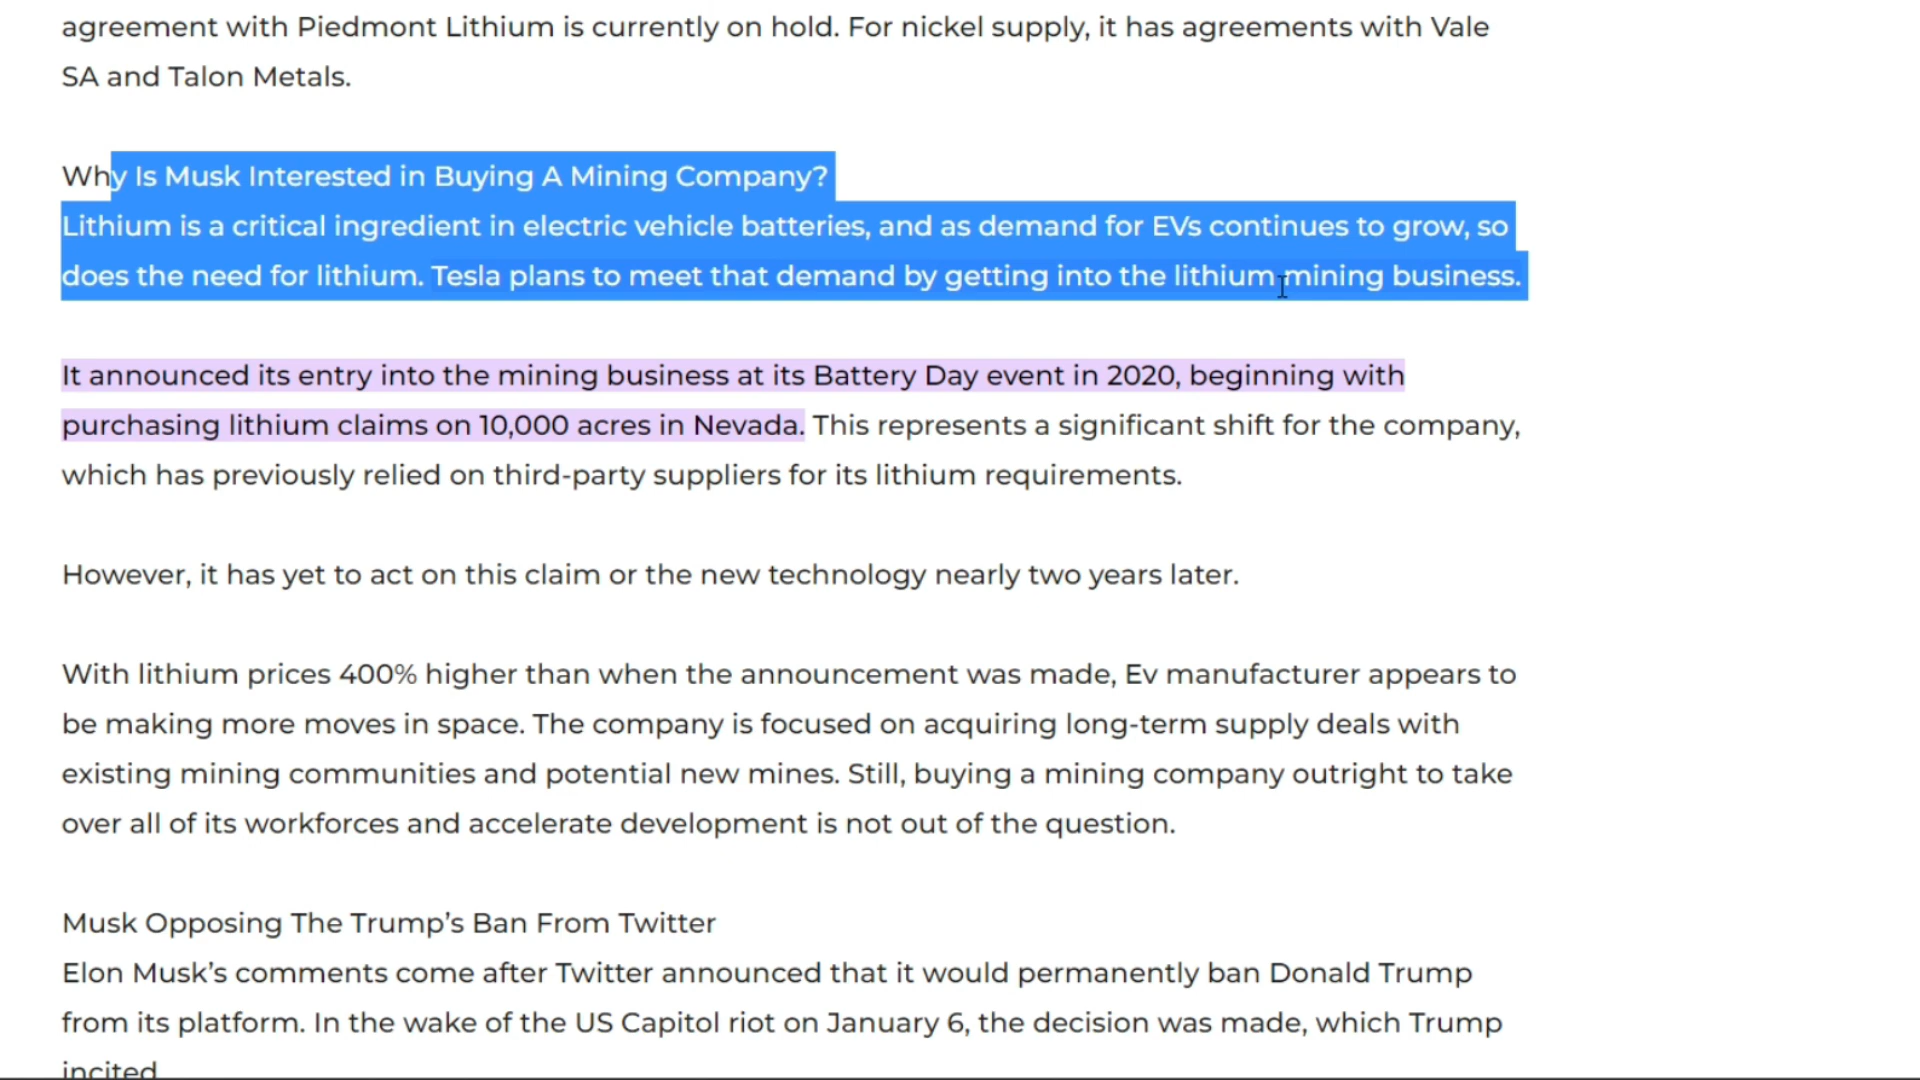 agreement with Piedmont Lithium is currently on hold. For nickel supply, it has agreements with Vale
SA and Talon Metals.
Why Is Musk Interested in Buying A Mining Company?
Lithium is a critical ingredient in electric vehicle batteries, and as demand for EVs continues to grow, so
does the need for lithium. Tesla plans to meet that demand by getting into the lithium mining business.
It announced its entry into the mining business at its Battery Day event in 2020, beginning with
purchasing lithium claims on 10,000 acres in Nevada. This represents a significant shift for the company,
which has previously relied on third-party suppliers for its lithium requirements.
However, it has yet to act on this claim or the new technology nearly two years later.
With lithium prices 400% higher than when the announcement was made, Ev manufacturer appears to
be making more moves in space. The company is focused on acquiring long-term supply deals with
existing mining communities and potential new mines. Still, buying a mining company outright to take
over all of its workforces and accelerate development is not out of the question.
Musk Opposing The Trump’s Ban From Twitter
Elon Musk’s comments come after Twitter announced that it would permanently ban Donald Trump
from its platform. In the wake of the US Capitol riot on January 6, the decision was made, which Trump
incited